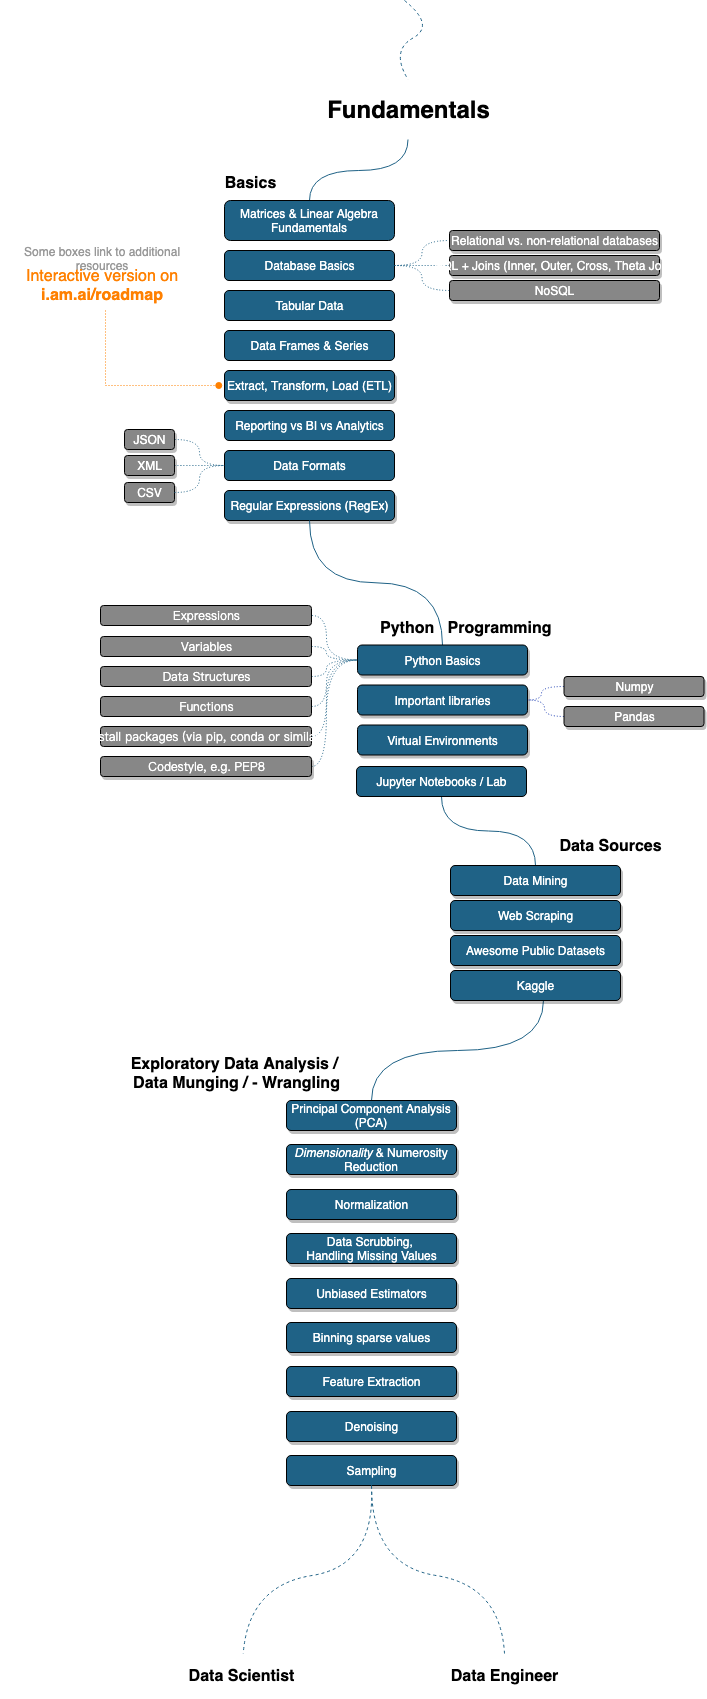 Fundamentals
Basics
Matrices & Linear Algebra
Fundamentals
Database Basics
Relational vs. non-relational databases
L + Joins (Inner, Outer, Cross, Theta Jo
NoSQL
Tabular Data
Data Frames & Series
Some boxes link to additional
resources
Interactive version on
i.am.ai/roadmap
Extract, Transform, Load (ETL)
Reporting vs BI vs Analytics
Data Formats
JSON
XML
CSV
Regular Expressions (RegEx)
Python Programming
Python Basics
Expressions
Variables
Data Structures
Functions
stall packages (via pip, conda or simila
Codestyle, e.g. PEP8
Important libraries
Numpy
Pandas
Virtual Environments
Jupyter Notebooks / Lab
Data Sources
Data Mining
Web Scraping
Awesome Public Datasets
Kaggle
Exploratory Data Analysis /
Data Munging / - Wrangling
Principal Component Analysis
(PCA)
Dimensionality & Numerosity
Reduction
Normalization
Data Scrubbing,
Handling Missing Values
Unbiased Estimators
Binning sparse values
Feature Extraction
Denoising
Sampling
Data Scientist
Data Engineer